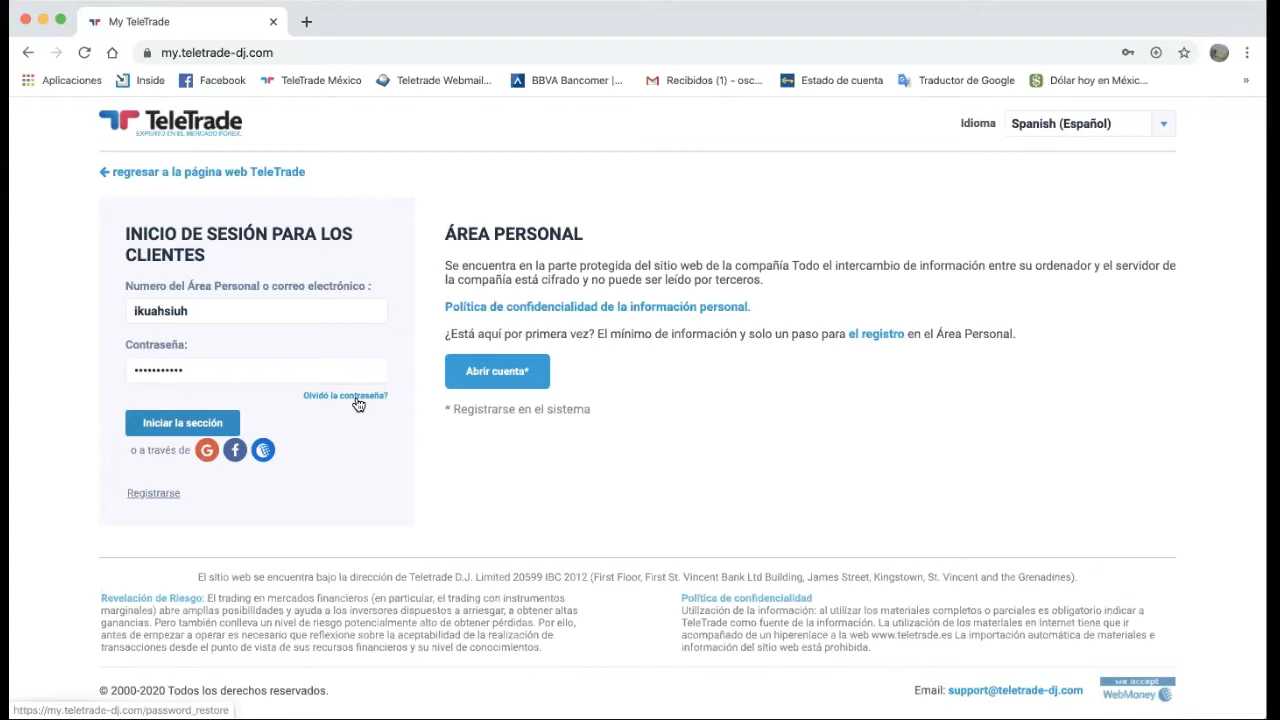 My TeleTrade
my.teletrade-dj.com
Aplicaciones
Inside
Facebook
TeleTrade México
Teletrade Webmail...
BBVA Bancomer |...
Recibidos (1) - osc...
Estado de cuenta
Traductor de Google
Dólar hoy en Méxic...
»
TeleTrade
EXPERTO EN EL MERCADO FOREX.
Idioma
Spanish (Español)
regresar a la página web TeleTrade
INICIO DE SESIÓN PARA LOS
CLIENTES
Numero del Área Personal o correo electrónico :
ikuahsiuh
Contraseña:
•••••••••••
Olvidó la contraseña?
Iniciar la sección
o a través de
Registrarse
ÁREA PERSONAL
Se encuentra en la parte protegida del sitio web de la compañía Todo el intercambio de información entre su ordenador y el servidor de
la compañía está cifrado y no puede ser leído por terceros.
Política de confidencialidad de la información personal.
¿Está aquí por primera vez? El mínimo de información y solo un paso para el registro en el Área Personal.
Abrir cuenta*
* Registrarse en el sistema
El sitio web se encuentra bajo la dirección de Teletrade D.J. Limited 20599 IBC 2012 (First Floor, First St. Vincent Bank Ltd Building, James Street, Kingstown, St. Vincent and the Grenadines).
Revelación de Riesgo: El trading en mercados financieros (en particular, el trading con instrumentos
marginales) abre amplias posibilidades y ayuda a los inversores dispuestos a arriesgar, a obtener altas
ganancias. Pero también conlleva un nivel de riesgo potencialmente alto de obtener pérdidas. Por ello,
antes de empezar a operar es necesario que reflexione sobre la aceptabilidad de la realización de
transacciones desde el punto de vista de sus recursos financieros y su nivel de conocimientos.
Política de confidencialidad
Utilización de la información: al utilizar los materiales completos o parciales es obligatorio indicar a
TeleTrade como fuente de la información. La utilización de los materiales en Internet tiene que ir
acompañado de un hiperenlace a la web www.teletrade.es La importación automática de materiales e
información del sitio web está prohibida.
© 2000-2020 Todos los derechos reservados.
Email: support@teletrade-dj.com
we accept
WebMoney
https://my.teletrade-dj.com/password_restore